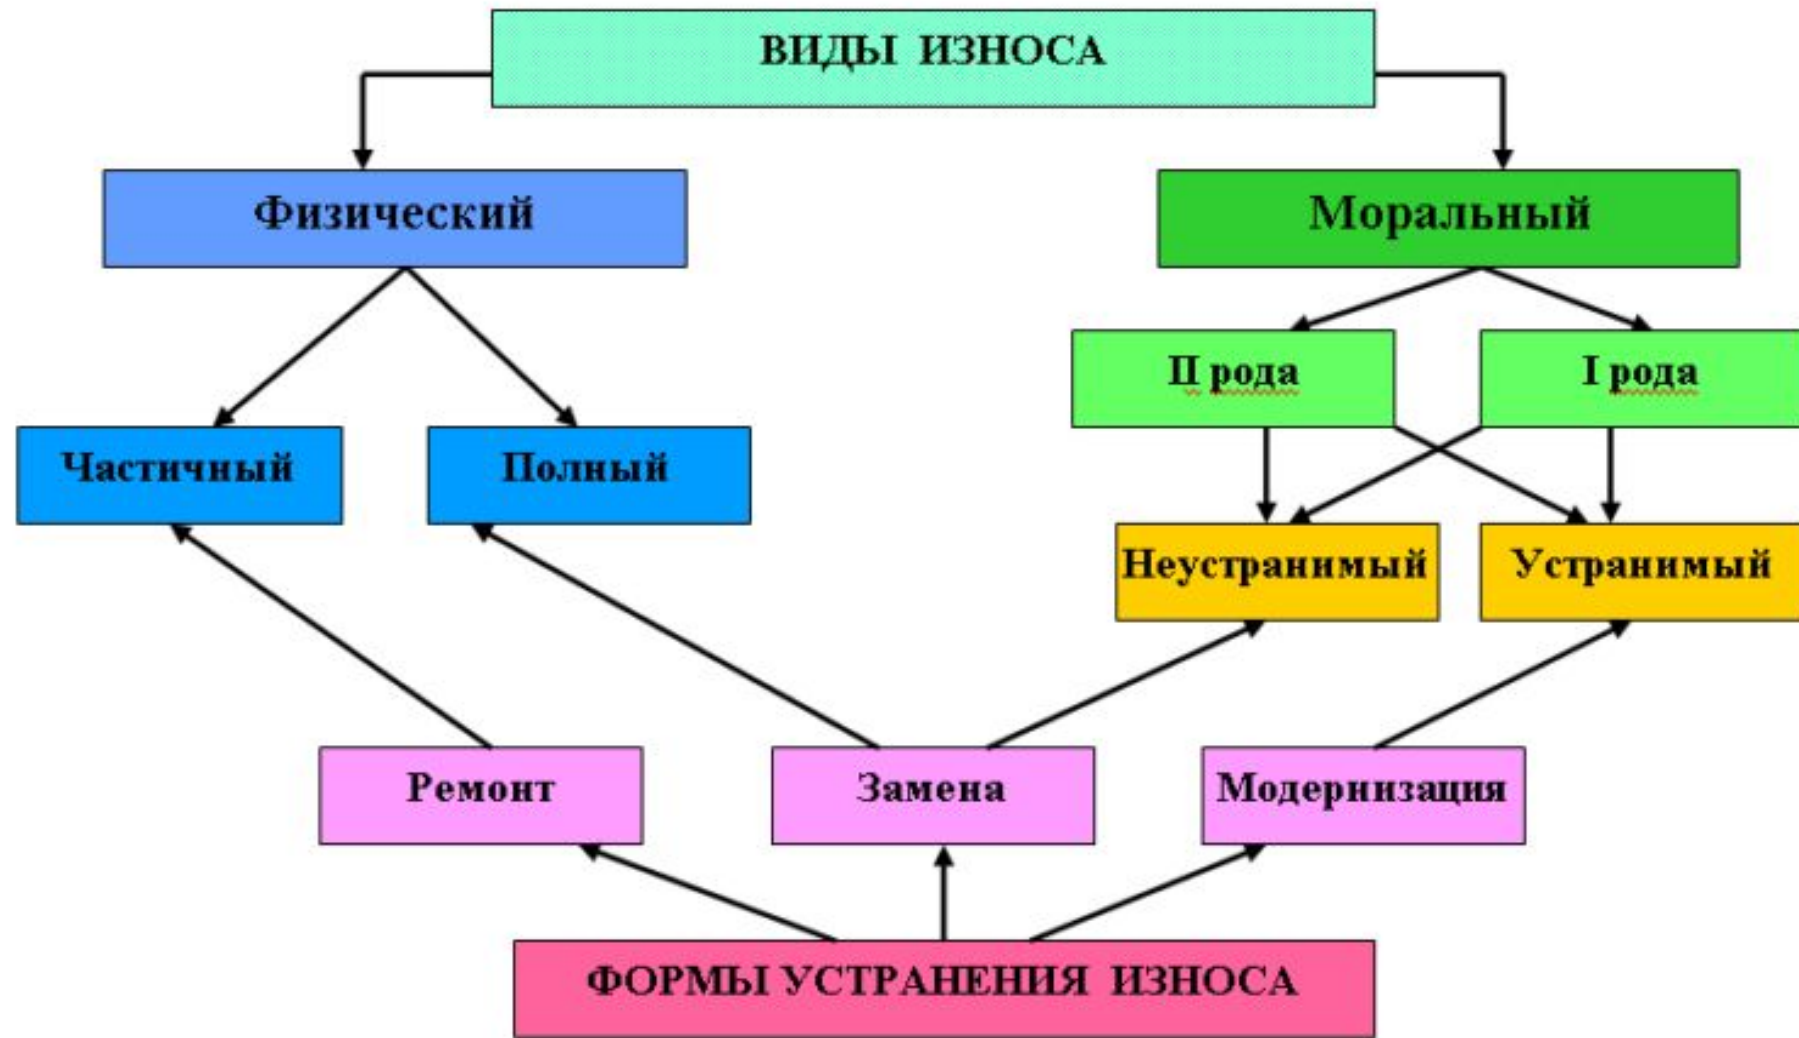 ВИДЫ ИЗНОСА
Физический
Моральный
II рода
I рода
Частичный
Полный
Неустранимый
Устранимый
Ремонт
Замена
Модернизация
ФОРМЫ УСТРАНЕНИЯ ИЗНОСА